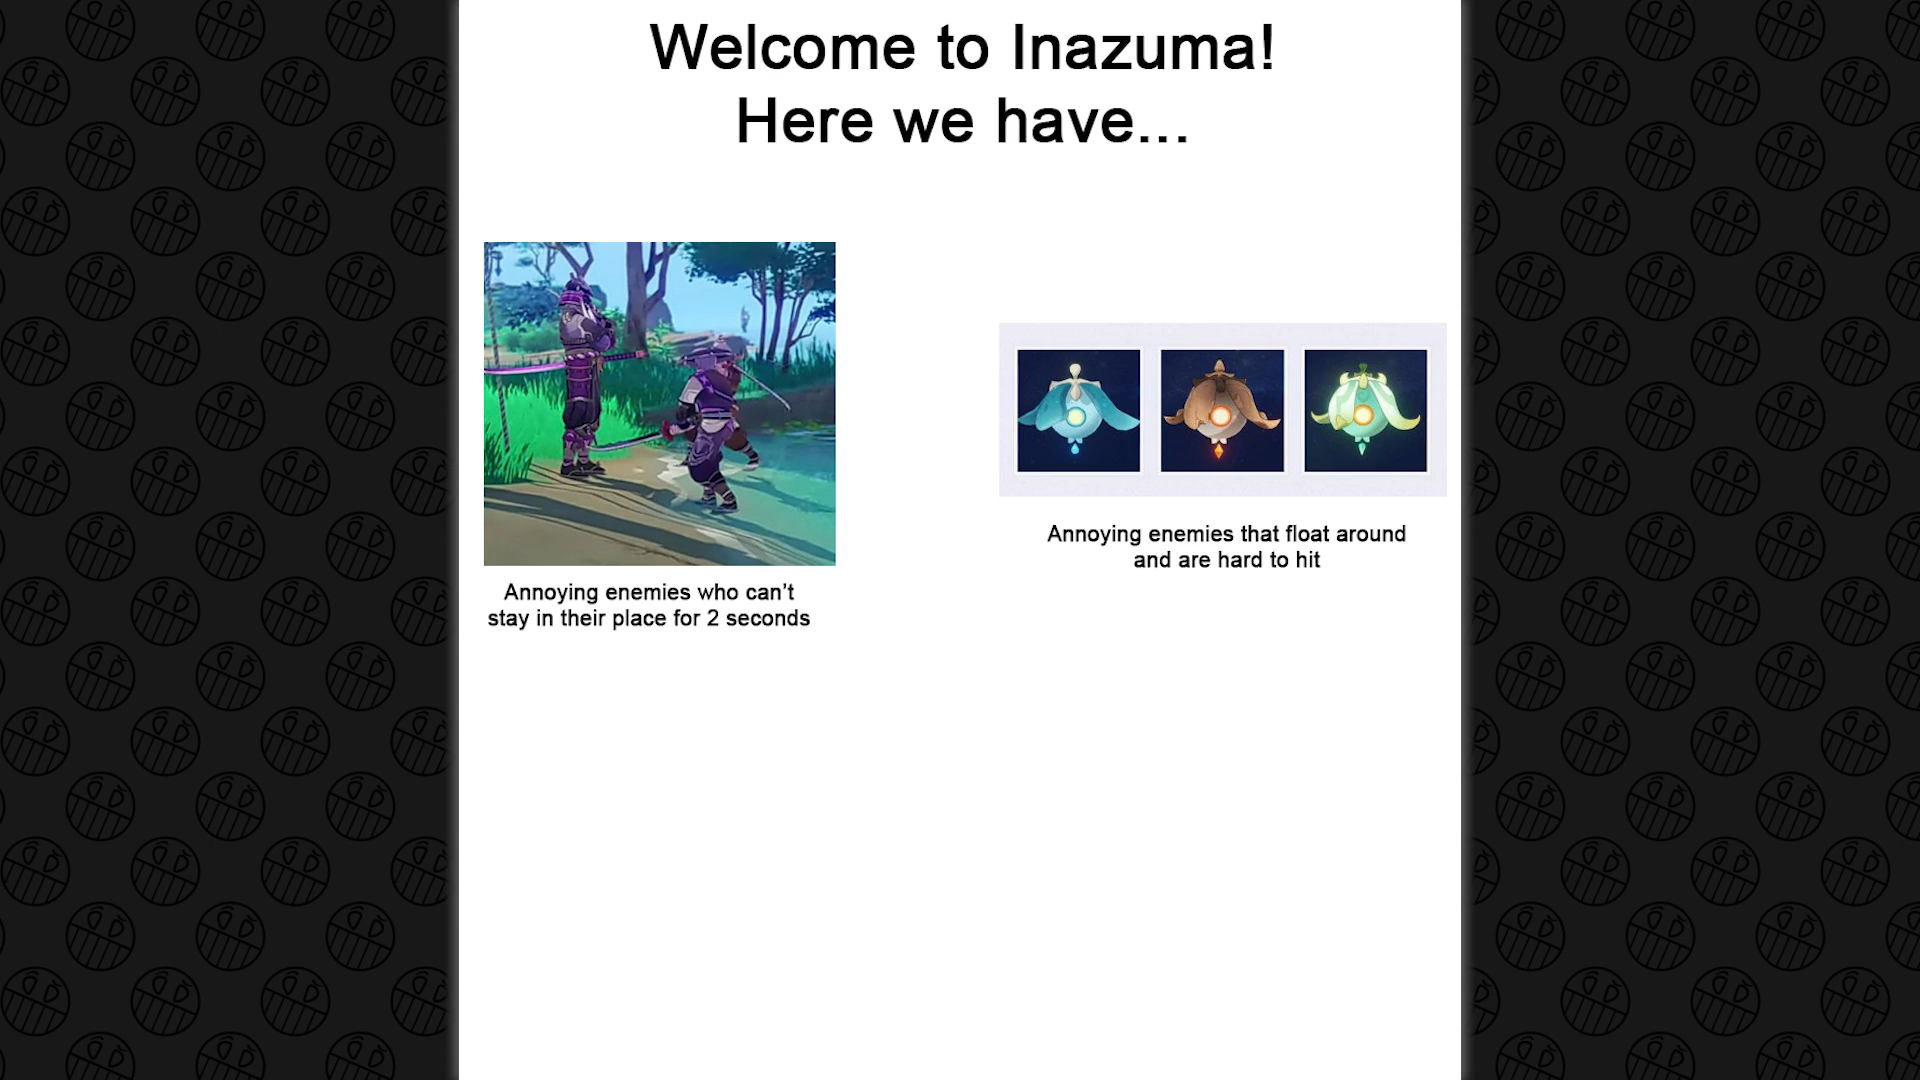 Welcome to Inazuma!
Here we have...
Annoying enemies who can't
stay in their place for 2 seconds
Annoying enemies that float around
and are hard to hit